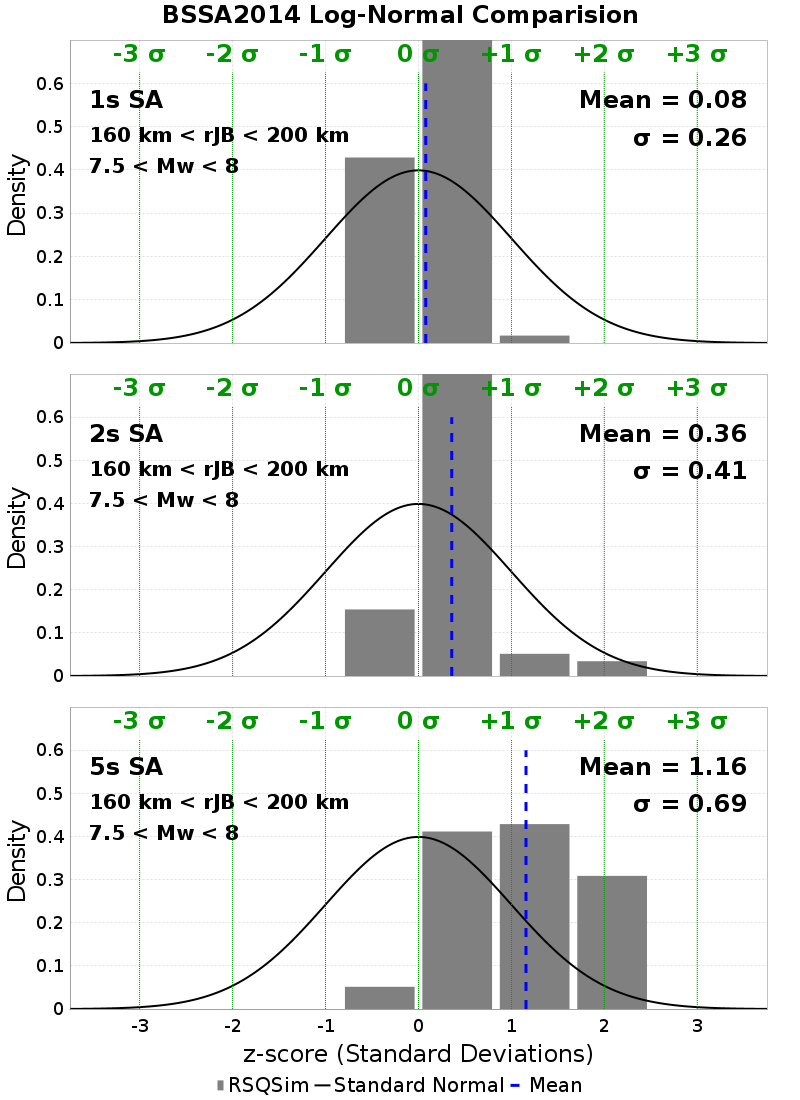 BSSA2014 Log-Normal Comparision
-3 σ -2 σ -1 σ 0 σ +1 σ +2 σ +3 σ
1s SA
160 km < rJB < 200 km
7.5 < Mw < 8
Mean = 0.08
σ = 0.26
Density
0.6
0.5
0.4
0.3
0.2
0.1
0
-3 σ -2 σ -1 σ 0 σ +1 σ +2 σ +3 σ
2s SA
160 km < rJB < 200 km
7.5 < Mw < 8
Mean = 0.36
σ = 0.41
Density
0.6
0.5
0.4
0.3
0.2
0.1
0
-3 σ -2 σ -1 σ 0 σ +1 σ +2 σ +3 σ
5s SA
160 km < rJB < 200 km
7.5 < Mw < 8
Mean = 1.16
σ = 0.69
Density
0.6
0.5
0.4
0.3
0.2
0.1
0
-3 -2 -1 0 1 2 3
z-score (Standard Deviations)
RSQSim Standard Normal Mean